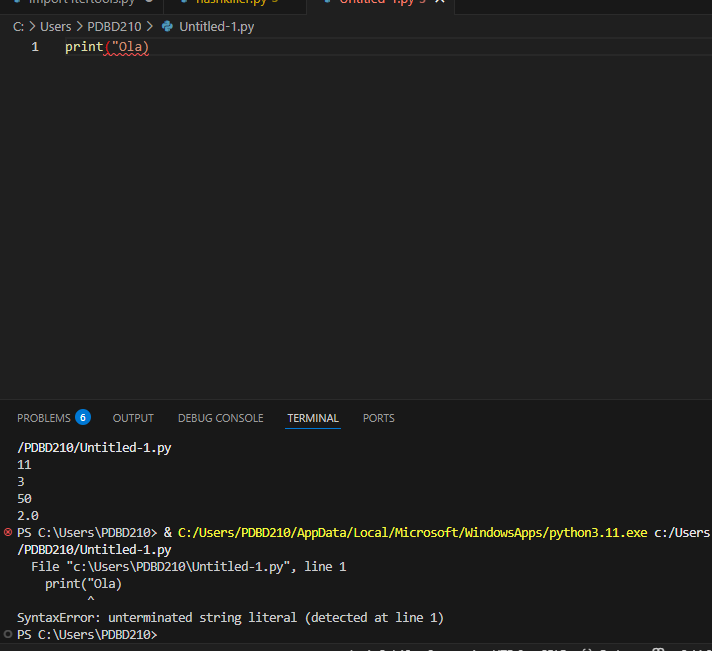 import itertools.py hashkiller.py 5 Untitled-1.py 3
C: > Users > PDBD210 > Untitled-1.py
1 print("Ola)
PROBLEMS 6 OUTPUT DEBUG CONSOLE TERMINAL PORTS
/PDBD210/Untitled-1.py
11
3
50
2.0
PS C:\Users\PDBD210> & C:/Users/PDBD210/AppData/Local/Microsoft/WindowsApps/python3.11.exe c:/Users
/PDBD210/Untitled-1.py
File "c:\Users\PDBD210\Untitled-1.py", line 1
print("Ola)
^
SyntaxError: unterminated string literal (detected at line 1)
PS C:\Users\PDBD210>